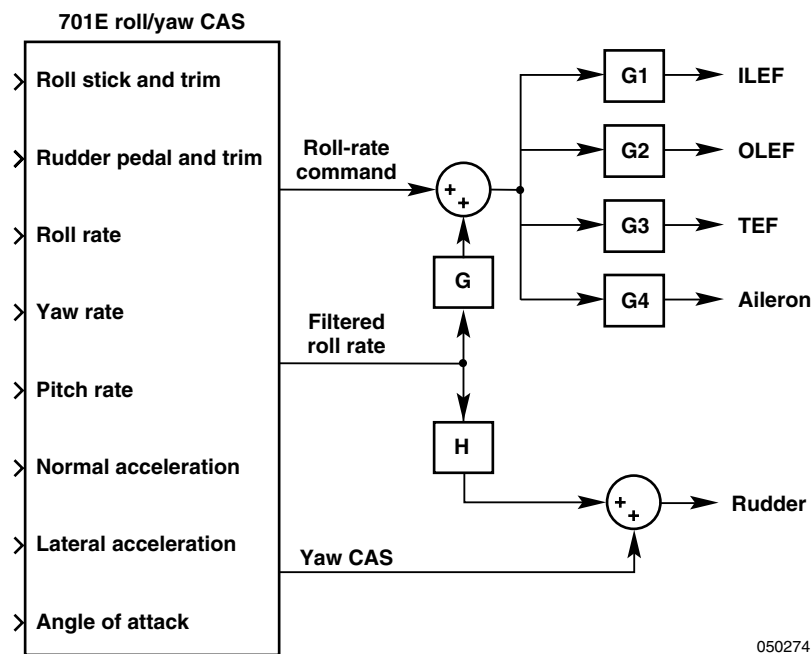 701E roll/yaw CAS
Roll stick and trim
Rudder pedal and trim
Roll rate
Yaw rate
Pitch rate
Normal acceleration
Lateral acceleration
Angle of attack
Roll-rate
command
Filtered
roll rate
Yaw CAS
+
+
G
H
+
+
G1
ILEF
G2
OLEF
G3
TEF
G4
Aileron
Rudder
050274